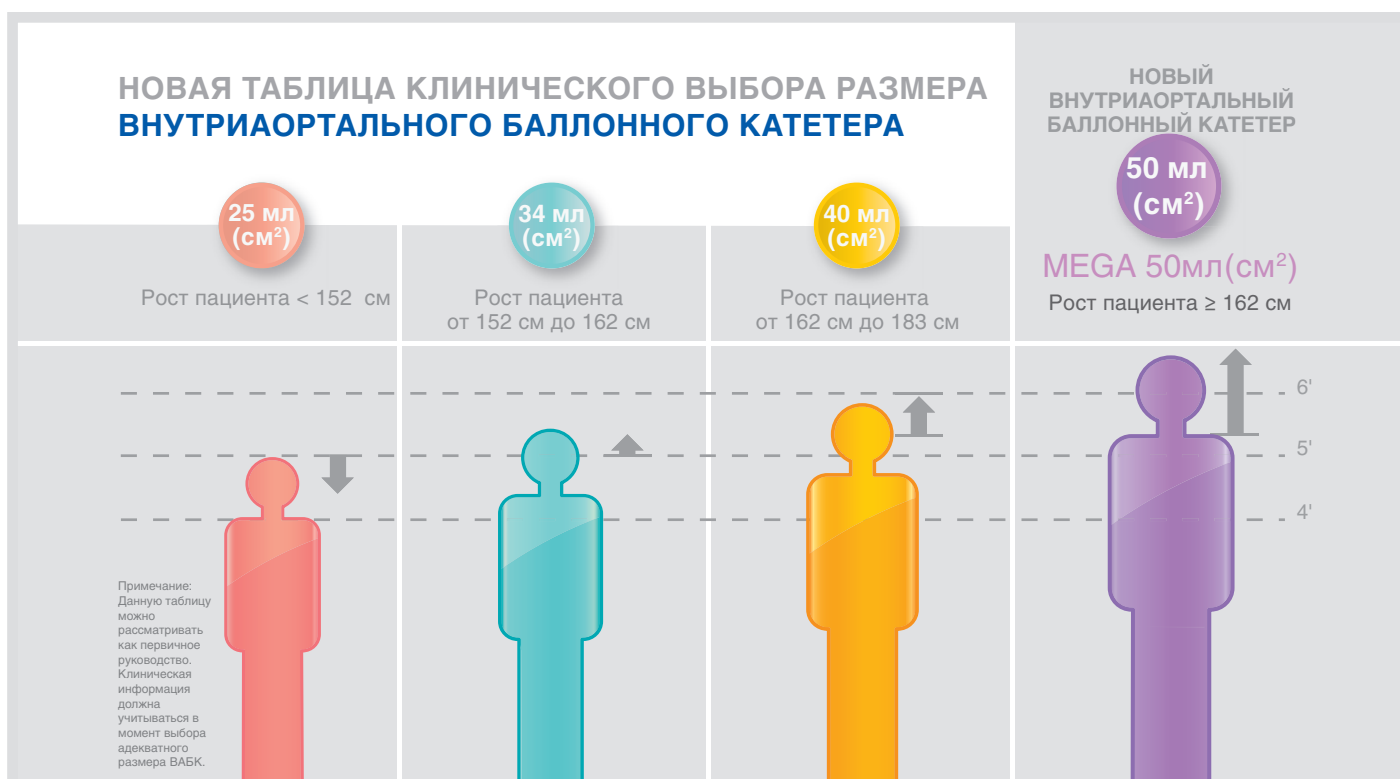 НОВАЯ ТАБЛИЦА КЛИНИЧЕСКОГО ВЫБОРА РАЗМЕРА
ВНУТРИАОРТАЛЬНОГО БАЛЛОННОГО КАТЕТЕРА
НОВЫЙ
ВНУТРИАОРТАЛЬНЫЙ
БАЛЛОННЫЙ КАТЕТЕР
25 мл
(см²)
Рост пациента < 152 см
34 мл
(см²)
Рост пациента
от 152 см до 162 см
40 мл
(см²)
Рост пациента
от 162 см до 183 см
50 мл
(см²)
MEGA 50мл(см²)
Рост пациента ≥ 162 см
6'
5'
4'
Примечание:
Данную таблицу
можно
рассматривать
как первичное
руководство.
Клиническая
информация
должна
учитываться в
момент выбора
адекватного
размера ВАБК.